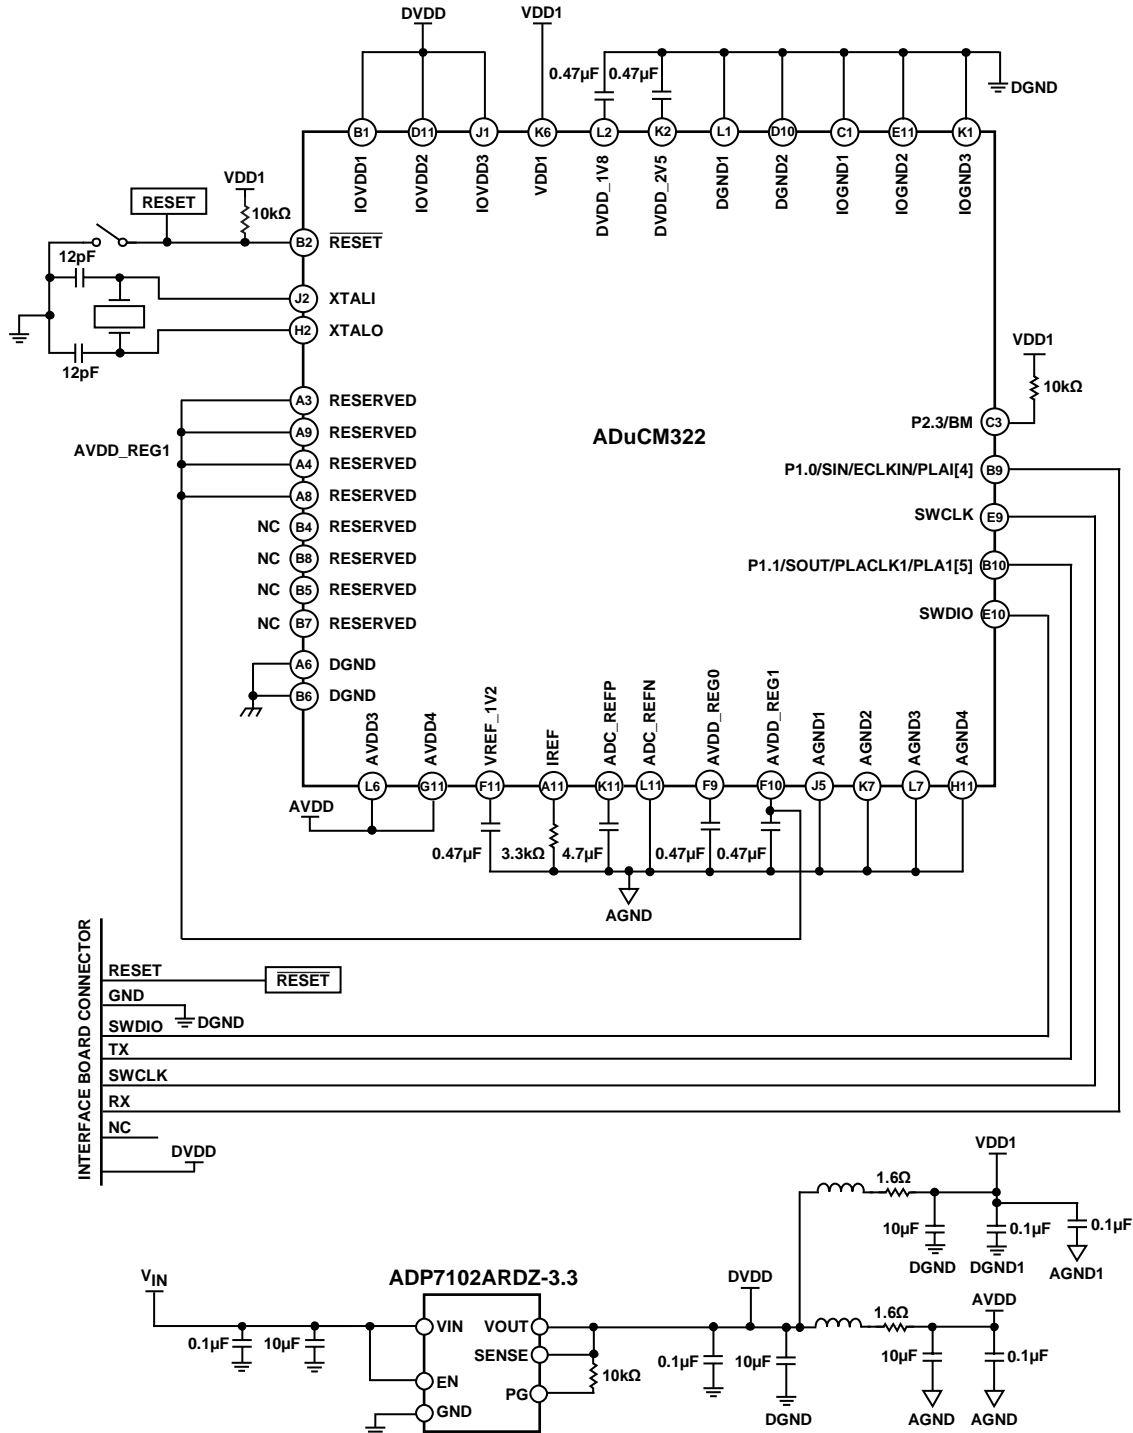 DVDD
VDD1
0.47µF
0.47µF
DGND
B1
D11
J1
K6
L2
K2
L1
D10
C1
E11
K1
IOVDD1
IOVDD2
IOVDD3
VDD1
DVDD_1V8
DVDD_2V5
DGND1
DGND2
IOGND1
IOGND2
IOGND3
VDD1
RESET
10kΩ
B2
RESET
12pF
J2
XTALI
H2
XTALO
12pF
VDD1
10kΩ
A3
RESERVED
A9
RESERVED
AVDD_REG1
A4
RESERVED
A8
RESERVED
NC
B4
RESERVED
NC
B8
RESERVED
NC
B5
RESERVED
NC
B7
RESERVED
A6
DGND
B6
DGND
ADuCM322
P2.3/BM
C3
P1.0/SIN/ECLKIN/PLAI[4]
B9
SWCLK
E9
P1.1/SOUT/PLACLK1/PLA1[5]
B10
SWDIO
E10
AVDD3
AVDD4
VREF_1V2
IREF
ADC_REFP
ADC_REFN
AVDD_REG0
AVDD_REG1
AGND1
AGND2
AGND3
AGND4
L6
G11
F11
A11
K11
L11
F9
F10
J5
K7
L7
H11
AVDD
0.47µF
3.3kΩ
4.7µF
0.47µF
0.47µF
AGND
INTERFACE BOARD CONNECTOR
RESET
RESET
GND
DGND
SWDIO
TX
SWCLK
RX
NC
DVDD
VDD1
1.6Ω
10µF
0.1µF
0.1µF
DGND
DGND1
AGND1
VIN
ADP7102ARDZ-3.3
DVDD
AVDD
1.6Ω
0.1µF
10µF
VIN
VOUT
SENSE
EN
PG
GND
10kΩ
0.1µF
10µF
DGND
10µF
0.1µF
AGND
AGND